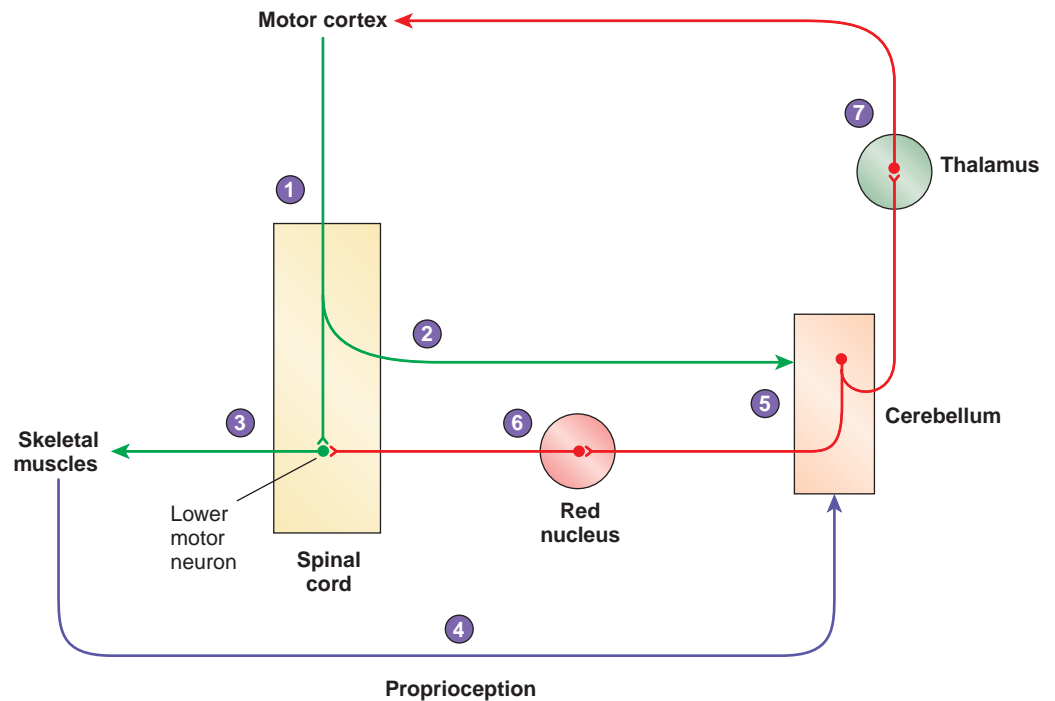 Motor cortex
7
Thalamus
1
2
5
Cerebellum
3
6
Skeletal
muscles
Lower
motor
neuron
Red
nucleus
Spinal
cord
4
Proprioception